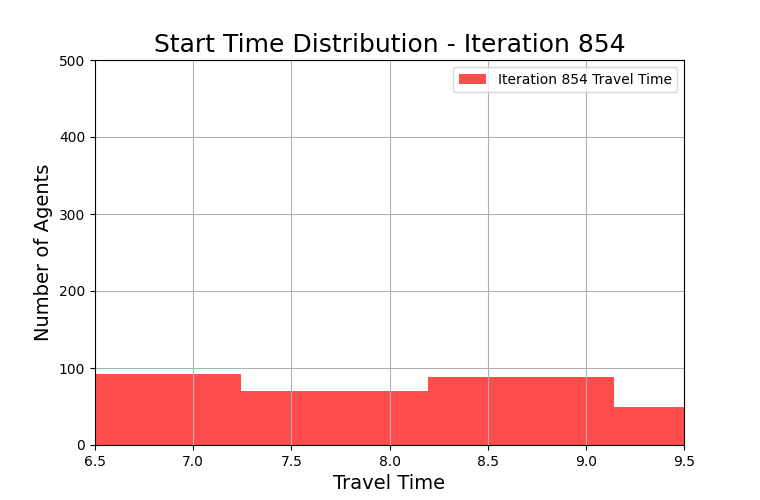 Start Time Distribution - Iteration 854
Iteration 854 Travel Time
Number of Agents
500
400
300
200
100
0
6.5 7.0 7.5 8.0 8.5 9.0 9.5
Travel Time